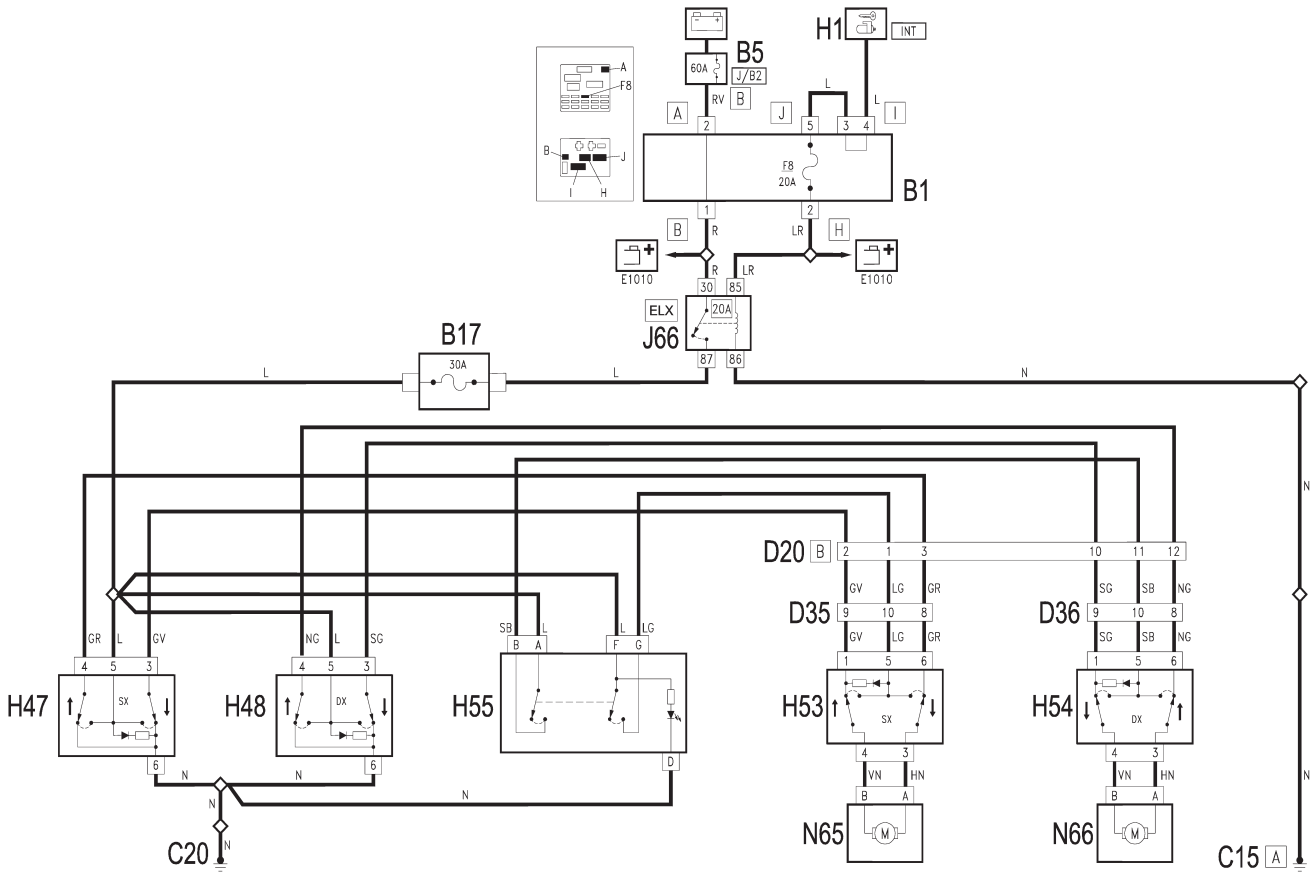 H1
INT
B5
60A
J/B2
A
F8
B
J
I
H
RV
B
L
L
A
J
I
2
5
3
4
F8
20A
B1
1
2
B
R
LR
H
E1010
R
LR
E1010
30
85
ELX
20A
J66
87
86
B17
30A
L
L
N
N
D20
B
2
1
3
10
11
12
GV
LG
GR
SG
SB
NG
D35
9
10
8
D36
9
10
8
GR
L
GV
NG
L
SG
SB
L
L
LG
GV
LG
GR
SG
SB
NG
4
5
3
4
5
3
B
A
F
G
1
5
6
1
5
6
H47
SX
H48
DX
H55
H53
SX
H54
DX
6
6
D
4
3
4
3
N
N
VN
HN
VN
HN
N
N
N
B
A
B
A
N
N65
M
N66
M
C20
N
C15
A